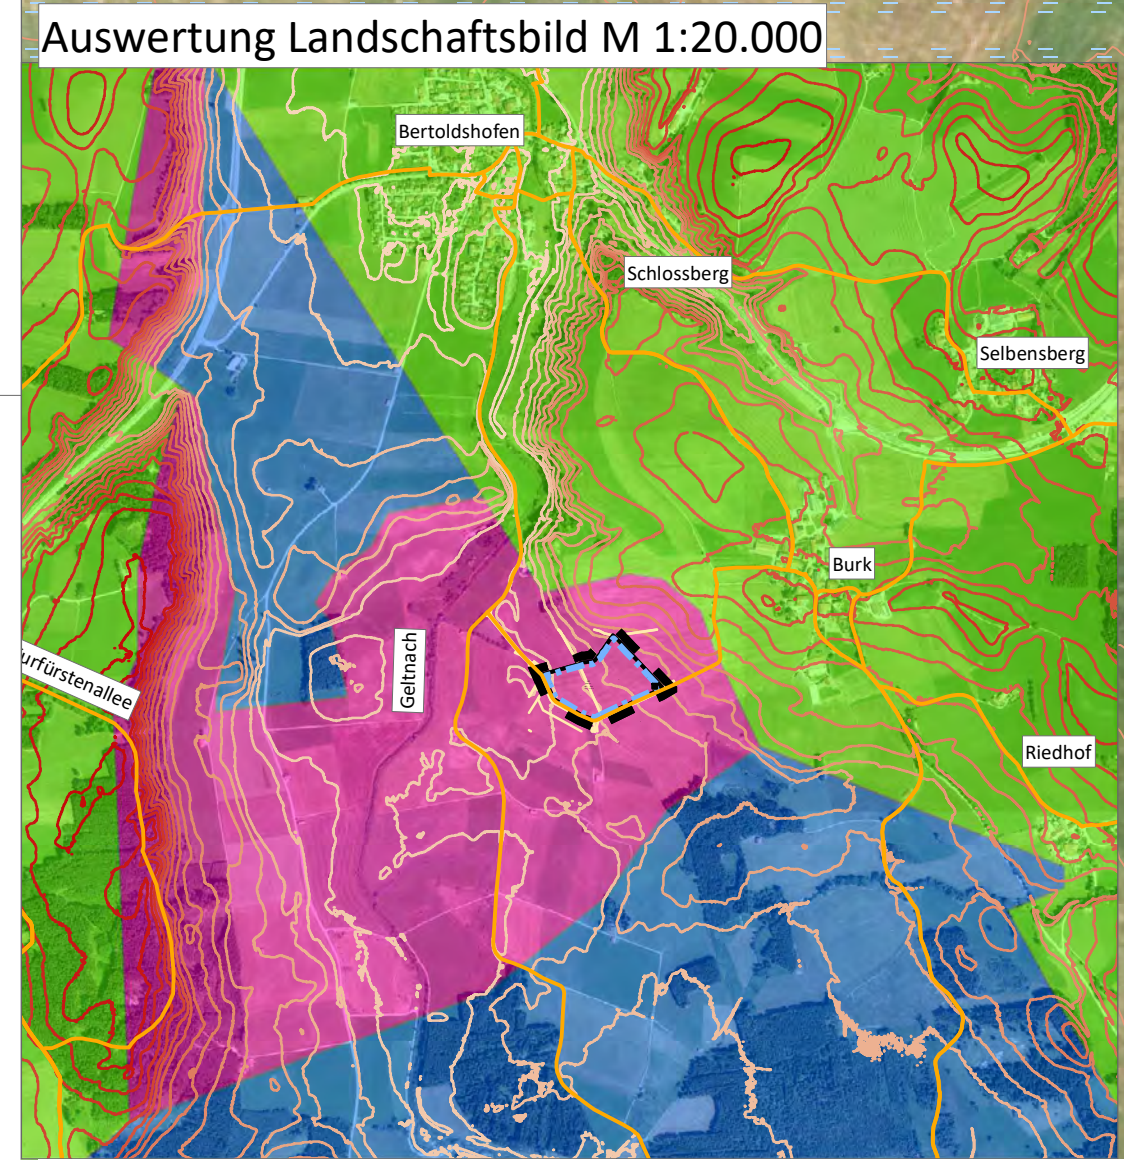 Auswertung Landschaftsbild M 1:20.000
Bertoldshofen
Schlossberg
Selbensberg
Burk
Geltnach
urfürstenallee
Riedhof